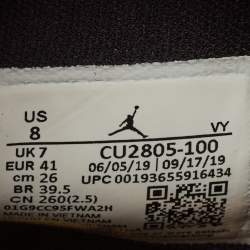 US
8
VY
UK 7
CU2805-100
EUR 41
06/05/19 09/17/19
cm 26
UPC 00193655916434
BR 39.5
CN 260(2.5)
01G9CC95FWA2H
MADE IN VIETNAM